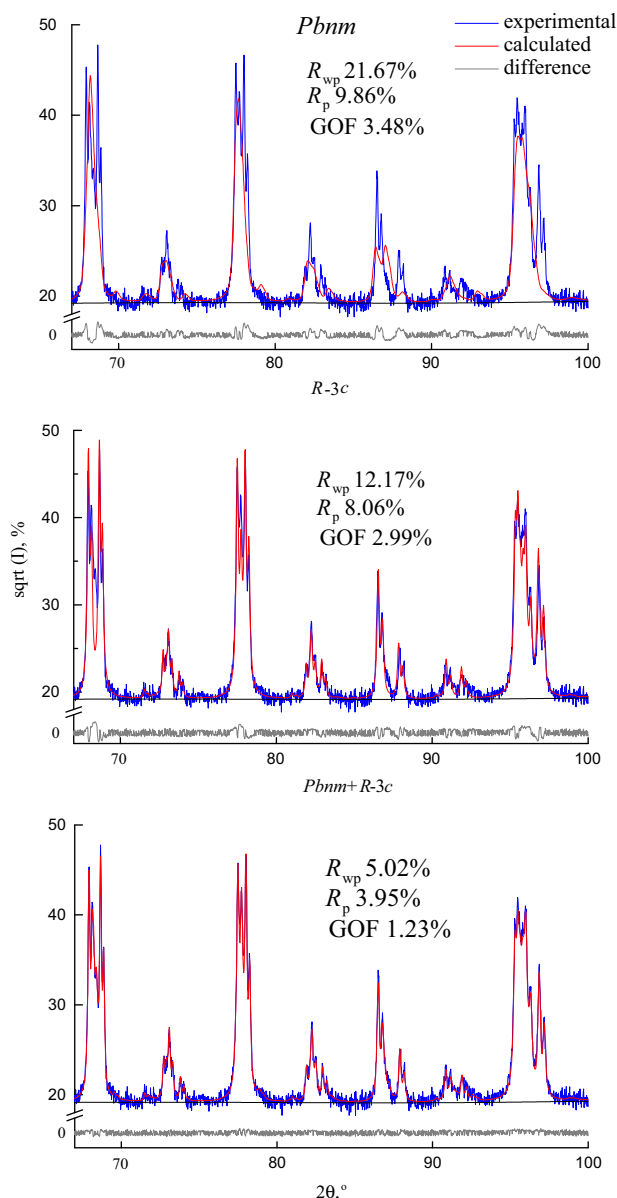 Pbnm
experimental
calculated
difference
Rwp 21.67%
Rp 9.86%
GOF 3.48%
50
40
30
20
0
70
80
90
100
R-3c
50
40
30
20
0
sqrt (I), %
Rwp 12.17%
Rp 8.06%
GOF 2.99%
70
80
90
100
Pbnm+R-3c
50
40
30
20
0
Rwp 5.02%
Rp 3.95%
GOF 1.23%
70
80
90
100
2θ,°